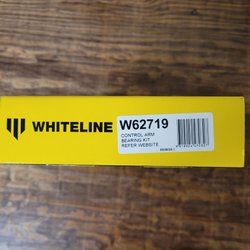 WHITELINE
W62719
CONTROL ARM
BEARING KIT
REFER WEBSITE